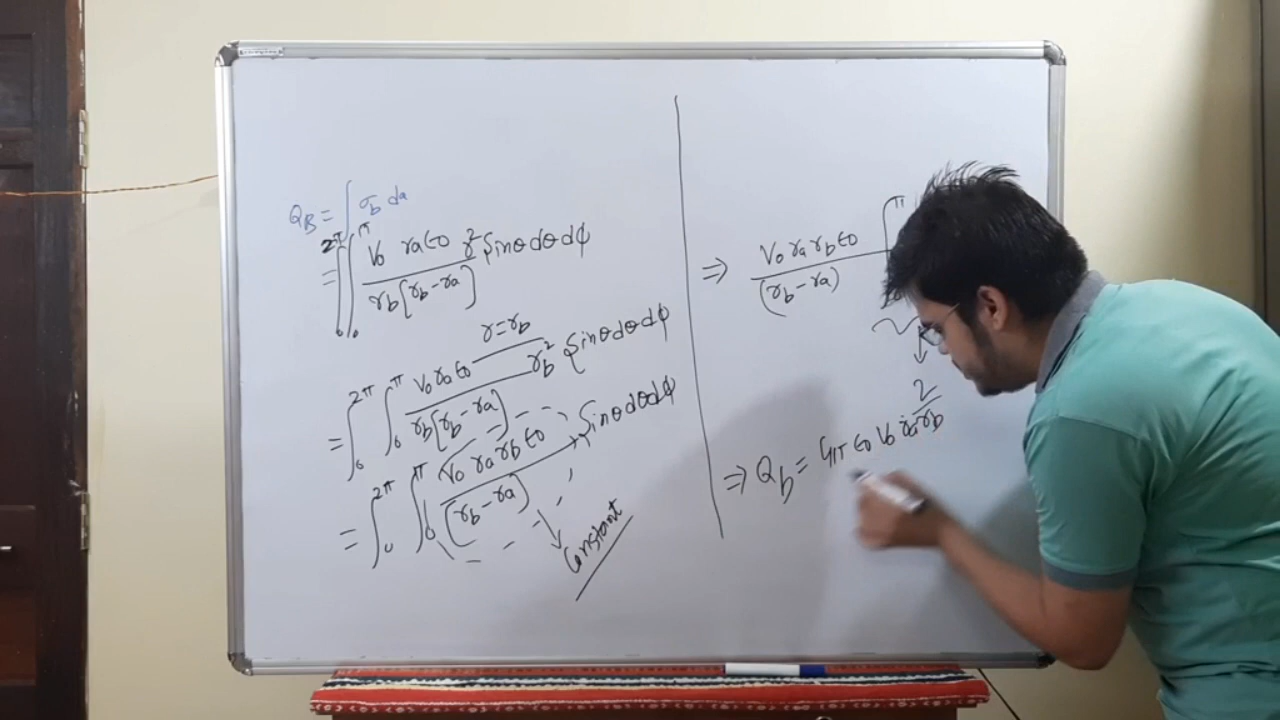 Q_B = ∫ σ_b da
= ∫₀^{2π} ∫₀^{π} V₀ r_a ϵ₀ / r_b[r_b - r_a] r² Sinθ dθ dϕ
r = r_b
= ∫₀^{2π} ∫₀^{π} V₀ r_a ϵ₀ / r_b[r_b - r_a] r_b² Sinθ dθ dϕ
= ∫₀^{2π} ∫₀^{π} V₀ r_a r_b ϵ₀ / (r_b - r_a) Sinθ dθ dϕ
Constant
⇒ V₀ r_a r_b ϵ₀ / (r_b - r_a) ∫^{π}
2
⇒ Q_b = 4π ϵ₀ V₀ r_a r_b